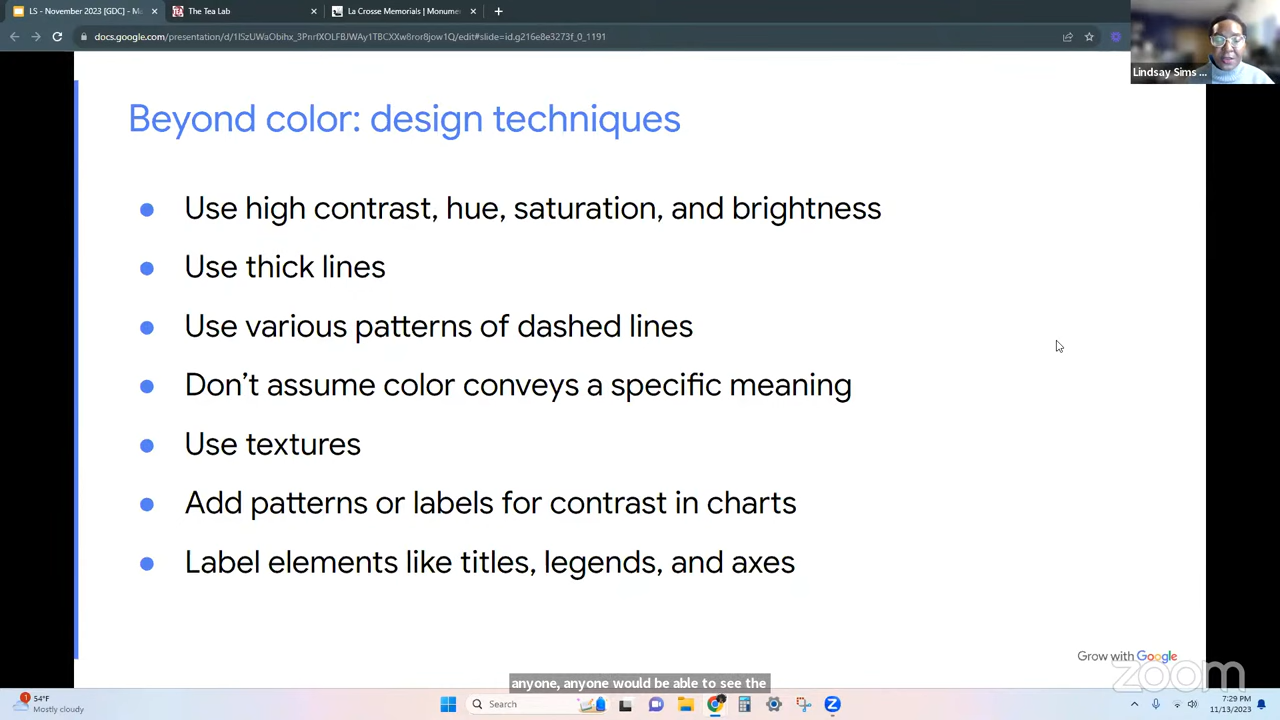 LS - November 2023 [GDC] - M
The Tea Lab
La Crosse Memorials | Monume
docs.google.com/presentation/d/1lSzUWaObihx_3PnrfXOLFBJWAy1TBCXXw8ror8jow1Q/edit#slide=id.g216e8e3273f_0_1191
Lindsay Sims ...
Beyond color: design techniques
Use high contrast, hue, saturation, and brightness
Use thick lines
Use various patterns of dashed lines
Don't assume color conveys a specific meaning
Use textures
Add patterns or labels for contrast in charts
Label elements like titles, legends, and axes
Grow with Google
zoom
anyone, anyone would be able to see the
1
54°F
Mostly cloudy
Search
7:29 PM
11/13/2023